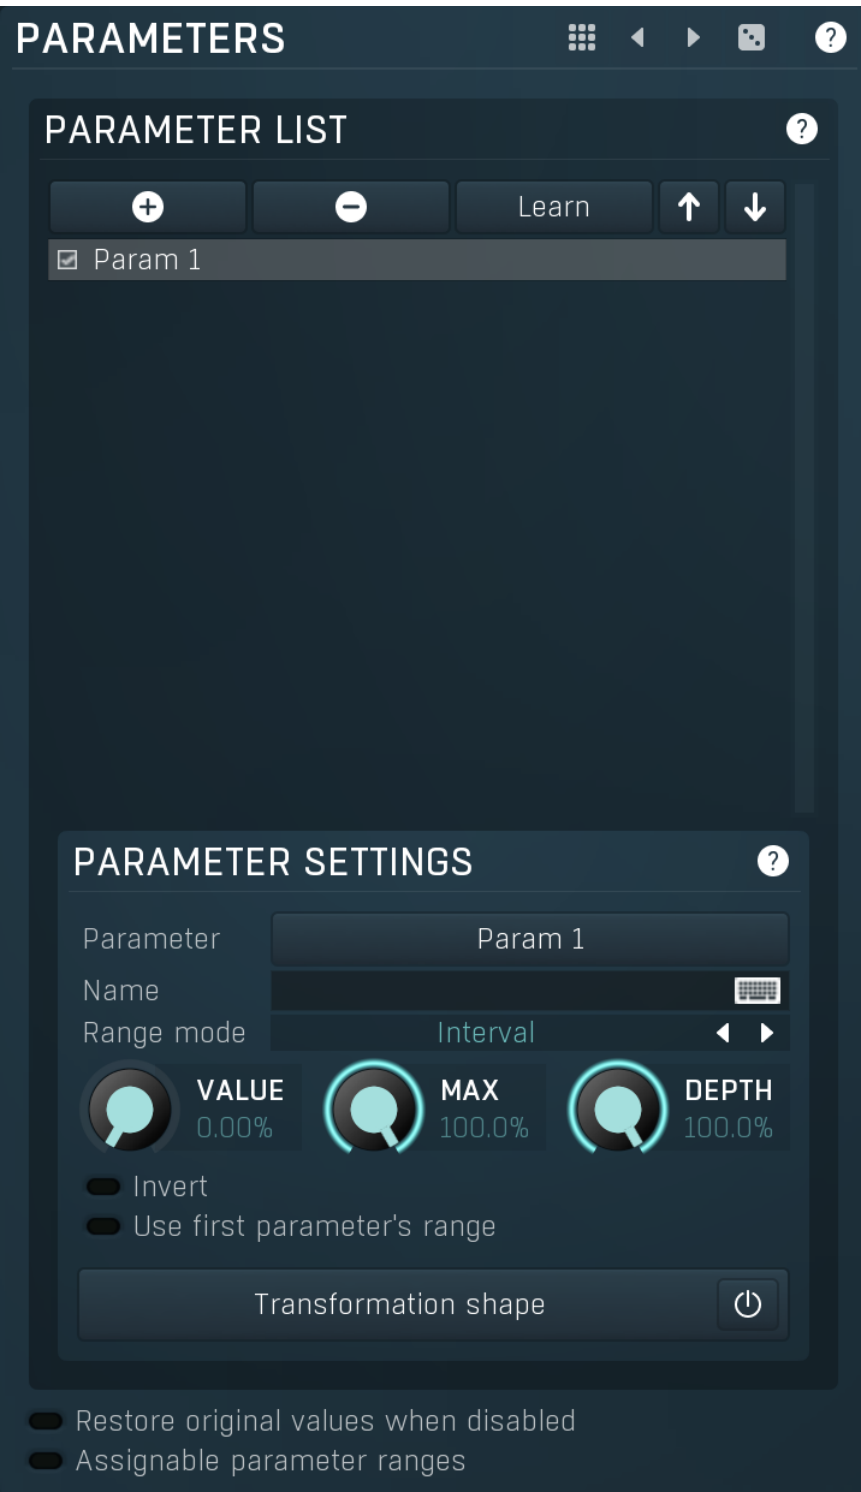 PARAMETERS ?
PARAMETER LIST ?
Learn
Param 1
PARAMETER SETTINGS ?
Parameter Param 1
Name
Range mode Interval
VALUE MAX DEPTH
0.00% 100.0% 100.0%
Invert
Use first parameter's range
Transformation shape
Restore original values when disabled
Assignable parameter ranges